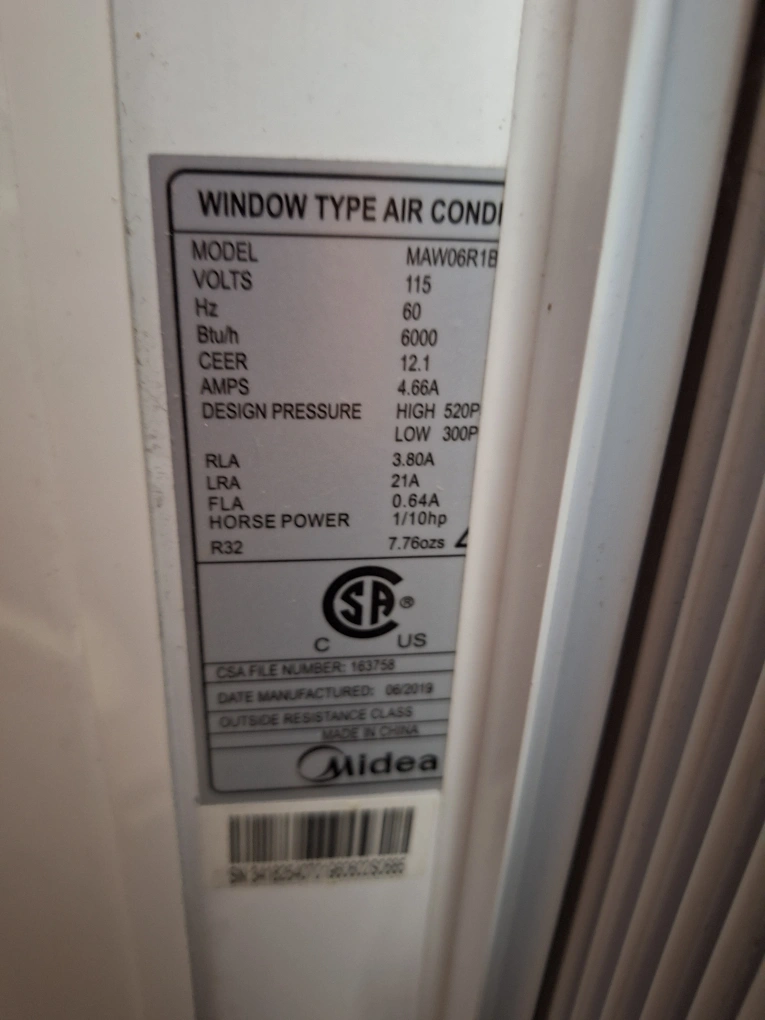 WINDOW TYPE AIR CONDI
MODEL MAW06R1B
VOLTS 115
Hz 60
Btu/h 6000
CEER 12.1
AMPS 4.66A
DESIGN PRESSURE HIGH 520P
LOW 300P
RLA 3.80A
LRA 21A
FLA 0.64A
HORSE POWER 1/10hp
R32 7.76ozs
CSA®
C US
CSA FILE NUMBER: 163758
DATE MANUFACTURED: 06/2019
OUTSIDE RESISTANCE CLASS
MADE IN CHINA
Midea